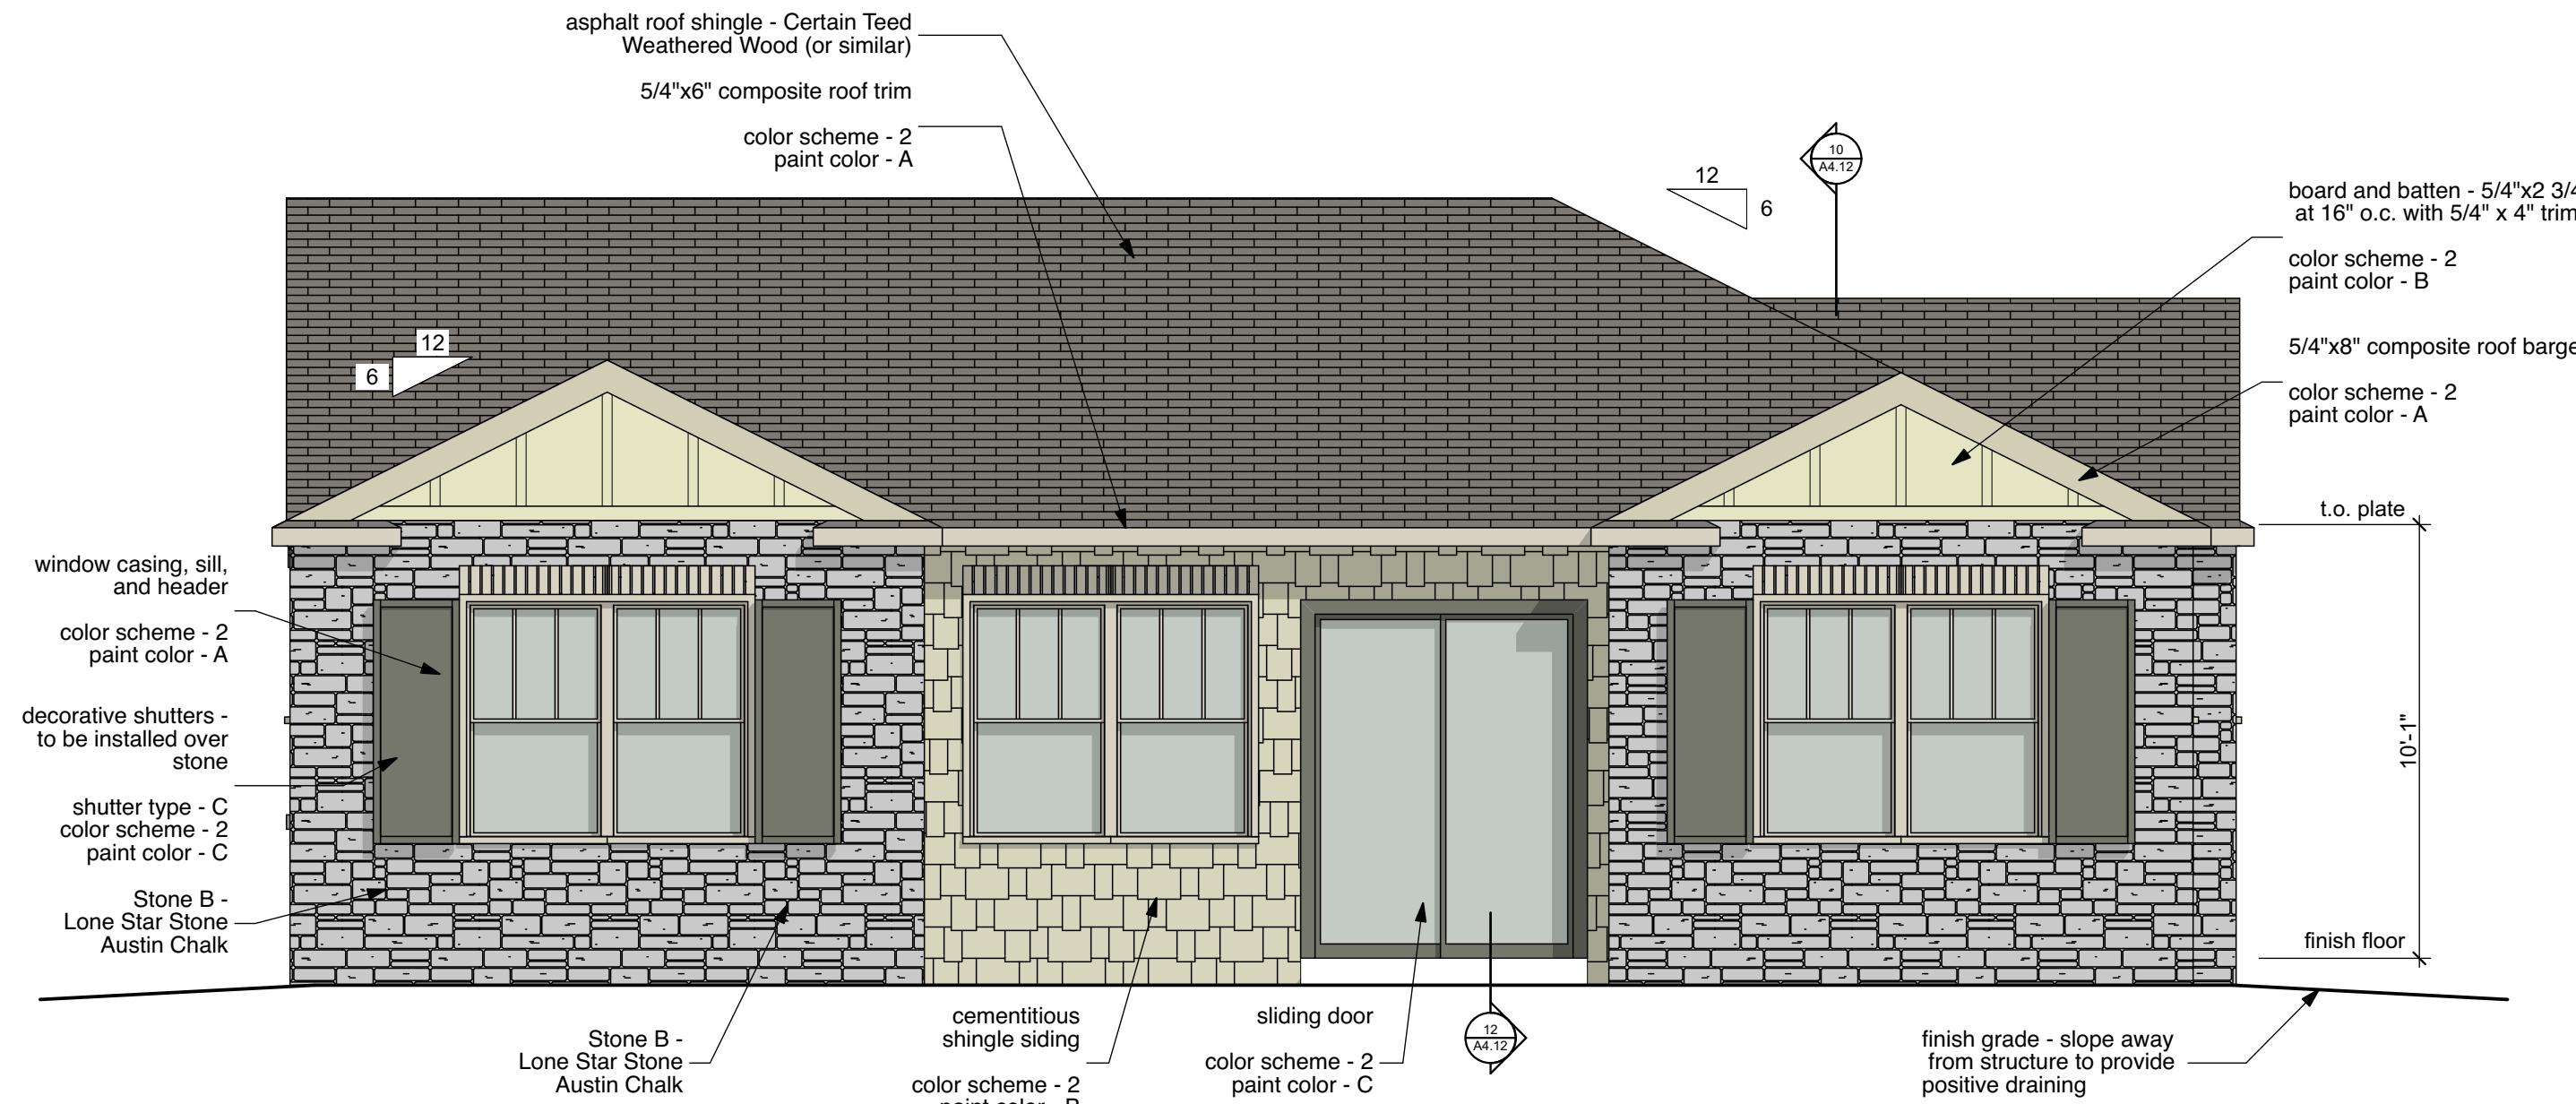 asphalt roof shingle - Certain Teed
Weathered Wood (or similar)
5/4"x6" composite roof trim
color scheme - 2
paint color - A
12
6
10
A4.12
board and batten - 5/4"x2 3/4
at 16" o.c. with 5/4" x 4" trim
color scheme - 2
paint color - B
5/4"x8" composite roof barge
color scheme - 2
paint color - A
12
6
t.o. plate
10'-1"
finish floor
window casing, sill,
and header
color scheme - 2
paint color - A
decorative shutters -
to be installed over
stone
shutter type - C
color scheme - 2
paint color - C
Stone B -
Lone Star Stone
Austin Chalk
Stone B -
Lone Star Stone
Austin Chalk
cementitious
shingle siding
color scheme - 2
paint color - B
sliding door
color scheme - 2
paint color - C
12
A4.12
finish grade - slope away
from structure to provide
positive draining